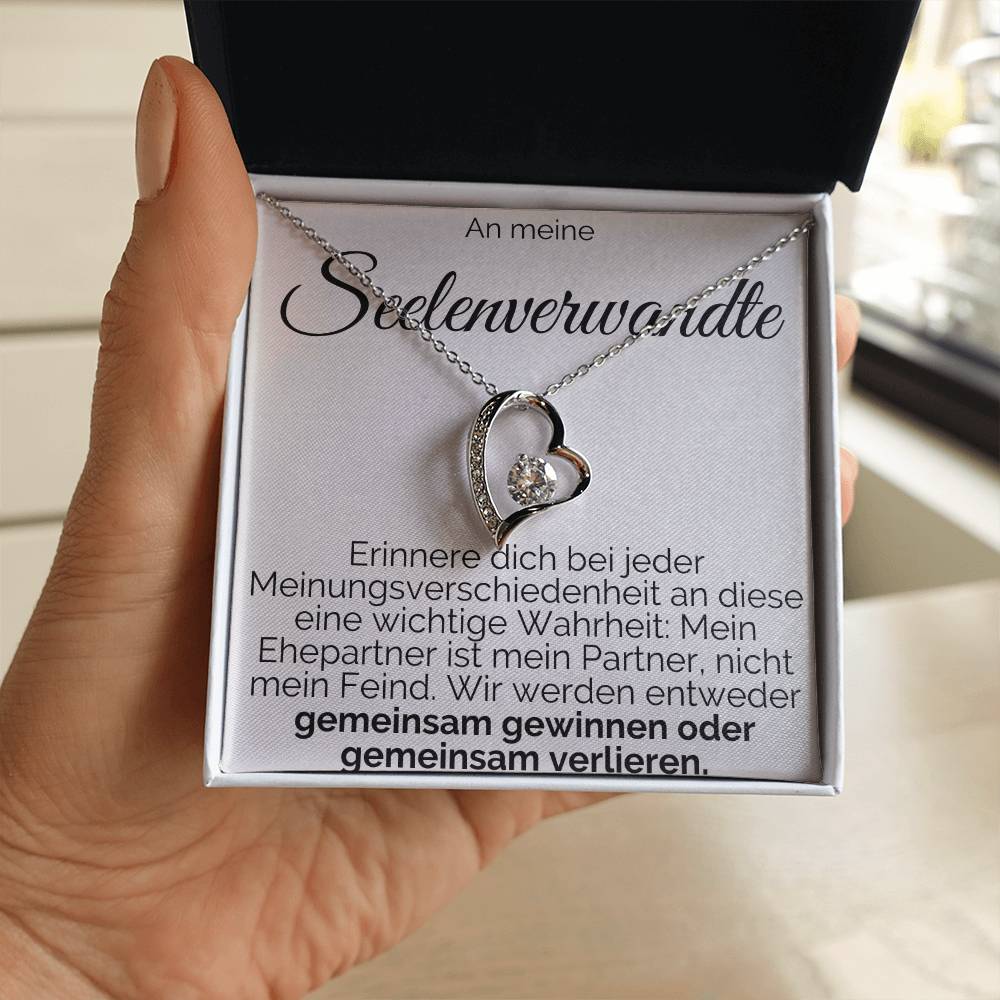 An meine
Seelenverwandte
Erinnere dich bei jeder
Meinungsverschiedenheit an diese
eine wichtige Wahrheit: Mein
Ehepartner ist mein Partner, nicht
mein Feind. Wir werden entweder
gemeinsam gewinnen oder
gemeinsam verlieren.